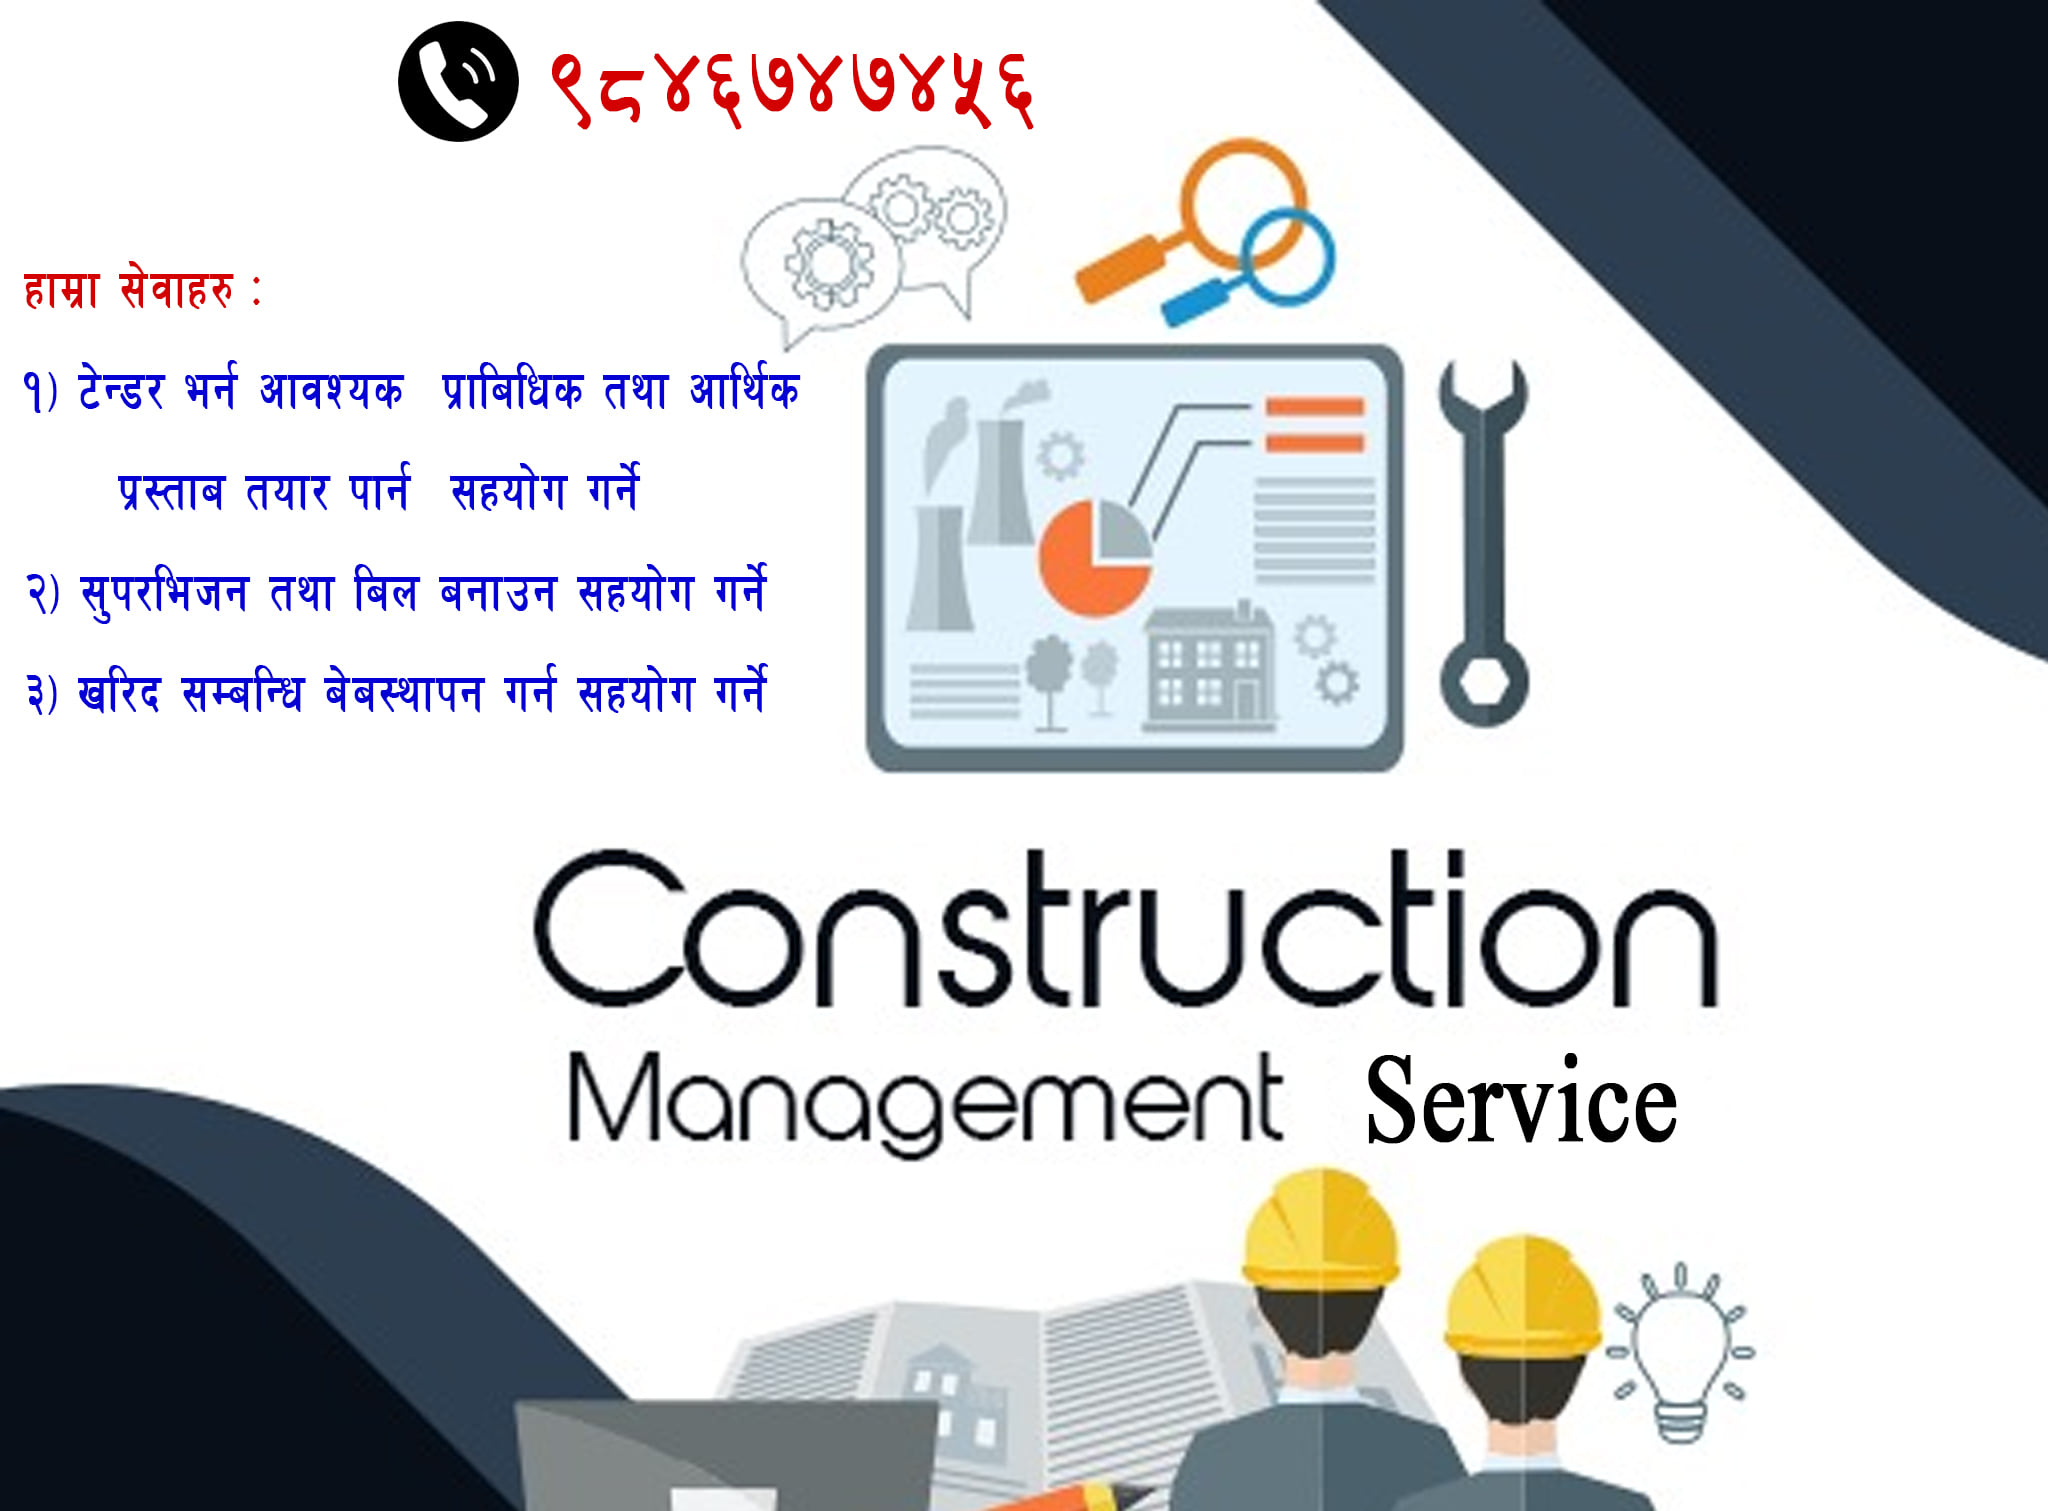 ९८४६७४७४५६
हाम्रा सेवाहरु :
१) टेन्डर भर्न आवश्यक प्राबिधिक तथा आर्थिक
प्रस्ताब तयार पार्न सहयोग गर्ने
२) सुपरभिजन तथा बिल बनाउन सहयोग गर्ने
३) खरिद सम्बन्धि बेबस्थापन गर्न सहयोग गर्ने
Construction
Management Service